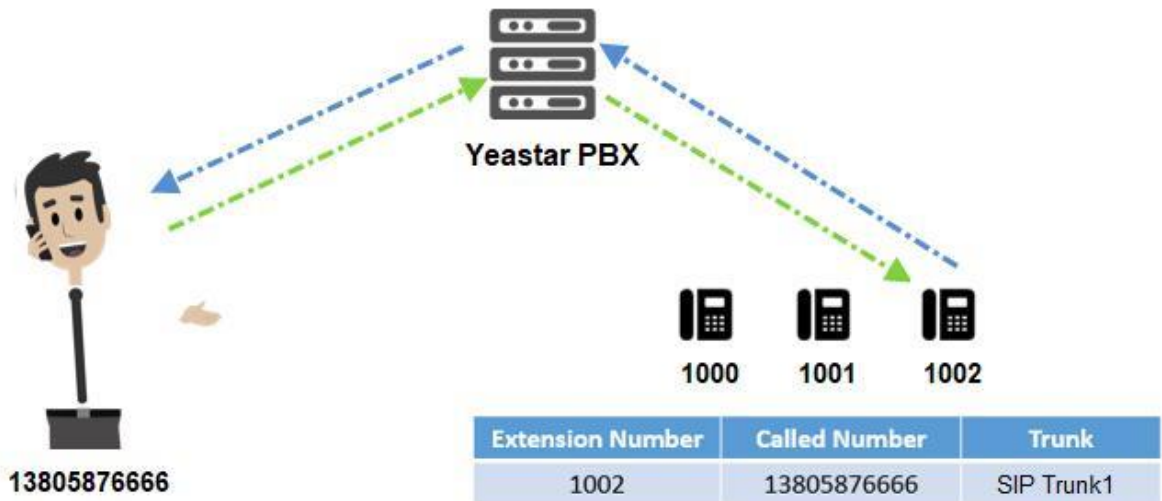 Yeastar PBX
1000 1001 1002
13805876666
Extension Number Called Number Trunk
1002 13805876666 SIP Trunk1